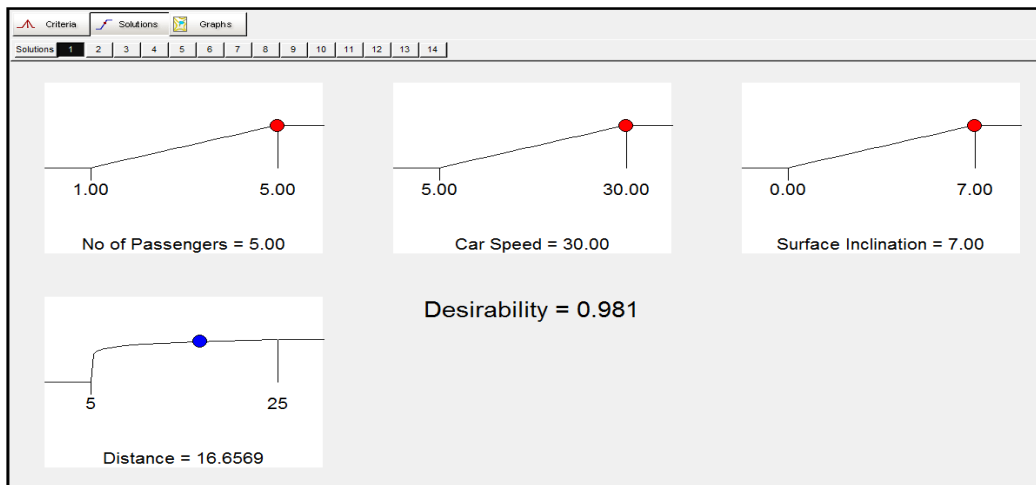 Criteria Solutions Graphs
Solutions 1 2 3 4 5 6 7 8 9 10 11 12 13 14
1.00 5.00 5.00 30.00 0.00 7.00
No of Passengers = 5.00 Car Speed = 30.00 Surface Inclination = 7.00
Desirability = 0.981
5 25
Distance = 16.6569